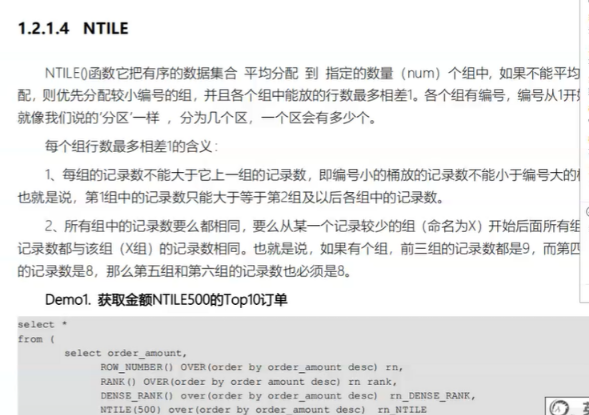 1.2.1.4 NTILE
NTILE()函数它把有序的数据集合 平均分配 到 指定的数量（num）个组中, 如果不能平均
配，则优先分配较小编号的组，并且各个组中能放的行数最多相差1。各个组有编号，编号从1开
就像我们说的'分区'一样 ，分为几个区，一个区会有多少个。
每个组行数最多相差1的含义：
1、每组的记录数不能大于它上一组的记录数，即编号小的桶放的记录数不能小于编号大的
也就是说，第1组中的记录数只能大于等于第2组及以后各组中的记录数。
2、所有组中的记录数要么都相同，要么从某一个记录较少的组（命名为X）开始后面所有组
记录数都与该组（X组）的记录数相同。也就是说，如果有个组，前三组的记录数都是9，而第四
的记录数是8，那么第五组和第六组的记录数也必须是8。
Demo1. 获取金额NTILE500的Top10订单
select *
from (
select order_amount,
ROW_NUMBER() OVER(order by order_amount desc) rn,
RANK() OVER(order by order_amount desc) rn_rank,
DENSE_RANK() over(order by order_amount desc) rn_DENSE_RANK,
NTILE(500) over(order by order_amount desc) rn_NTILE